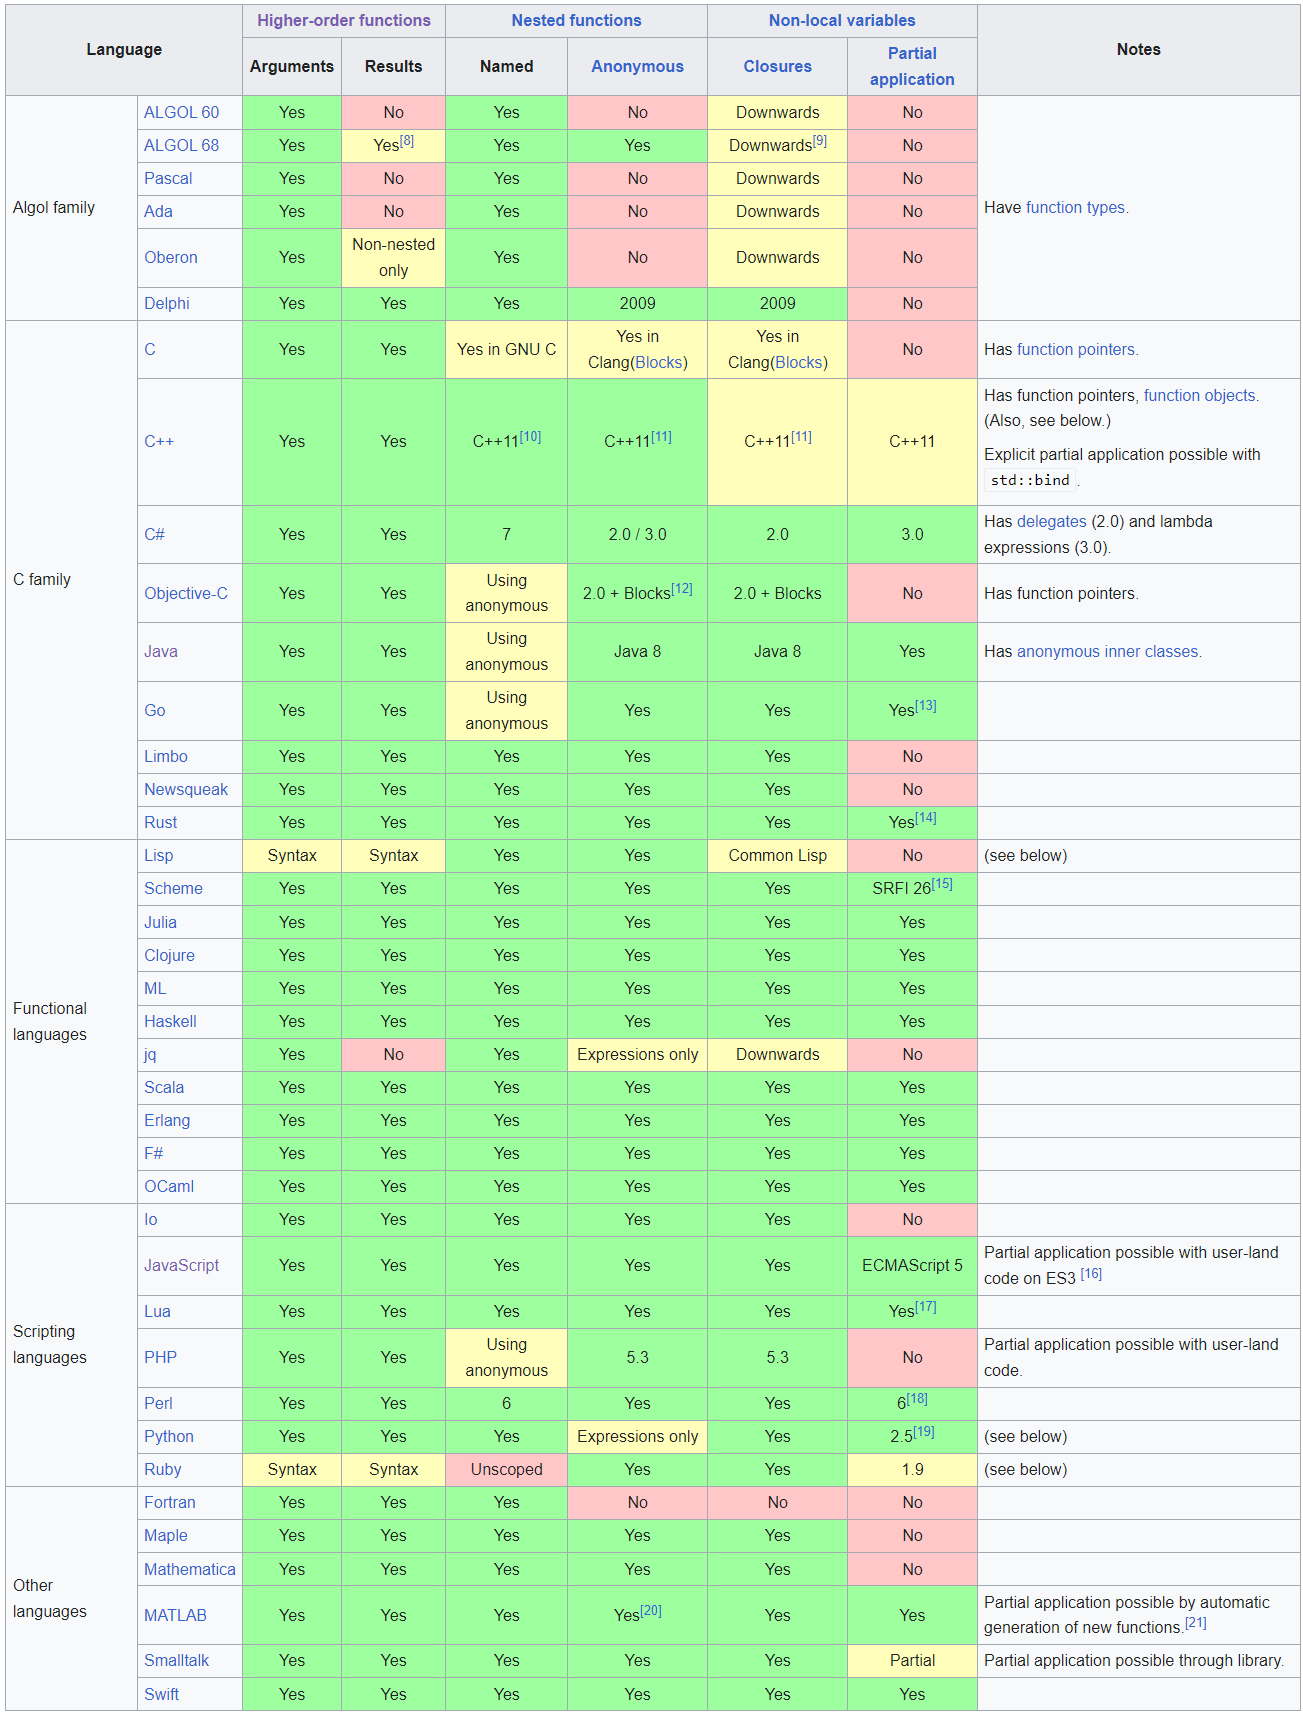 Language Higher-order functions Nested functions Non-local variables Notes
Arguments Results Named Anonymous Closures Partial application
Algol family ALGOL 60 Yes No Yes No Downwards No Have function types.
ALGOL 68 Yes[8] Yes Yes Yes Downwards[9] No
Pascal Yes No Yes No Downwards No
Ada Yes No Yes No Downwards No
Oberon Yes Non-nested only Yes No Downwards No
Delphi Yes Yes Yes 2009 2009 No
C family C Yes Yes Yes in GNU C Yes in Clang(Blocks) Yes in Clang(Blocks) No Has function pointers.
C++ Yes Yes C++11[10] C++11[11] C++11[11] C++11 Has function pointers, function objects. (Also, see below.)
Explicit partial application possible with std::bind.
C# Yes Yes 7 2.0 / 3.0 2.0 3.0 Has delegates (2.0) and lambda expressions (3.0).
Objective-C Yes Yes Using anonymous 2.0 + Blocks[12] 2.0 + Blocks No Has function pointers.
Java Yes Yes Using anonymous Java 8 Java 8 Yes Has anonymous inner classes.
Go Yes Yes Using anonymous Yes Yes Yes[13]
Limbo Yes Yes Yes Yes Yes No
Newsqueak Yes Yes Yes Yes Yes No
Rust Yes Yes Yes Yes Yes Yes[14]
Functional languages Lisp Syntax Syntax Yes Yes Common Lisp No (see below)
Scheme Yes Yes Yes Yes Yes SRFI 26[15]
Julia Yes Yes Yes Yes Yes Yes
Clojure Yes Yes Yes Yes Yes Yes
ML Yes Yes Yes Yes Yes Yes
Haskell Yes Yes Yes Yes Yes Yes
jq Yes No Yes Expressions only Downwards No
Scala Yes Yes Yes Yes Yes Yes
Erlang Yes Yes Yes Yes Yes Yes
F# Yes Yes Yes Yes Yes Yes
OCaml Yes Yes Yes Yes Yes Yes
Scripting languages Io Yes Yes Yes Yes Yes No
JavaScript Yes Yes Yes Yes Yes ECMAScript 5 Partial application possible with user-land code on ES3 [16]
Lua Yes Yes Yes Yes Yes Yes[17]
PHP Yes Yes Using anonymous 5.3 5.3 No Partial application possible with user-land code.
Perl Yes Yes 6 Yes Yes 6[18]
Python Yes Yes Yes Expressions only Yes 2.5[19] (see below)
Ruby Syntax Syntax Unscoped Yes Yes 1.9 (see below)
Other languages Fortran Yes Yes Yes No No No
Maple Yes Yes Yes Yes Yes No
Mathematica Yes Yes Yes Yes Yes No
MATLAB Yes Yes Yes Yes[20] Yes Yes Partial application possible by automatic generation of new functions.[21]
Smalltalk Yes Yes Yes Yes Yes Partial Partial application possible through library.
Swift Yes Yes Yes Yes Yes Yes